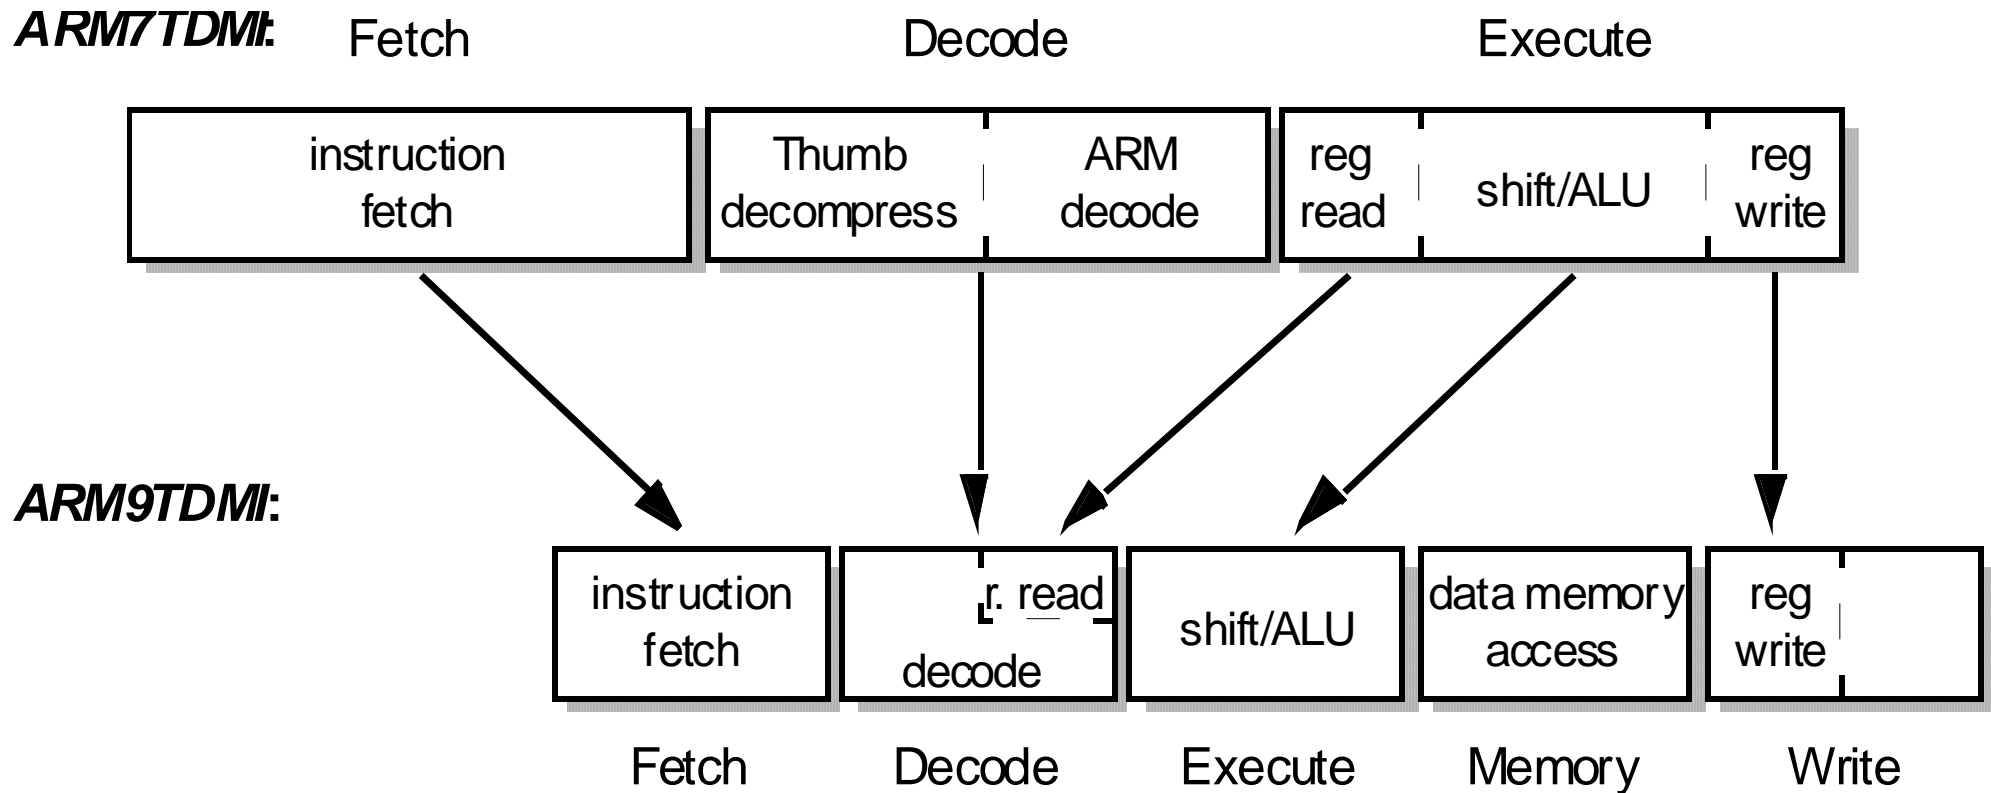 ARM7TDMI: Fetch Decode Execute
instruction fetch
Thumb decompress
ARM decode
reg read
shift/ALU
reg write
ARM9TDMI:
instruction fetch
r. read
decode
shift/ALU
data memory access
reg write
Fetch Decode Execute Memory Write